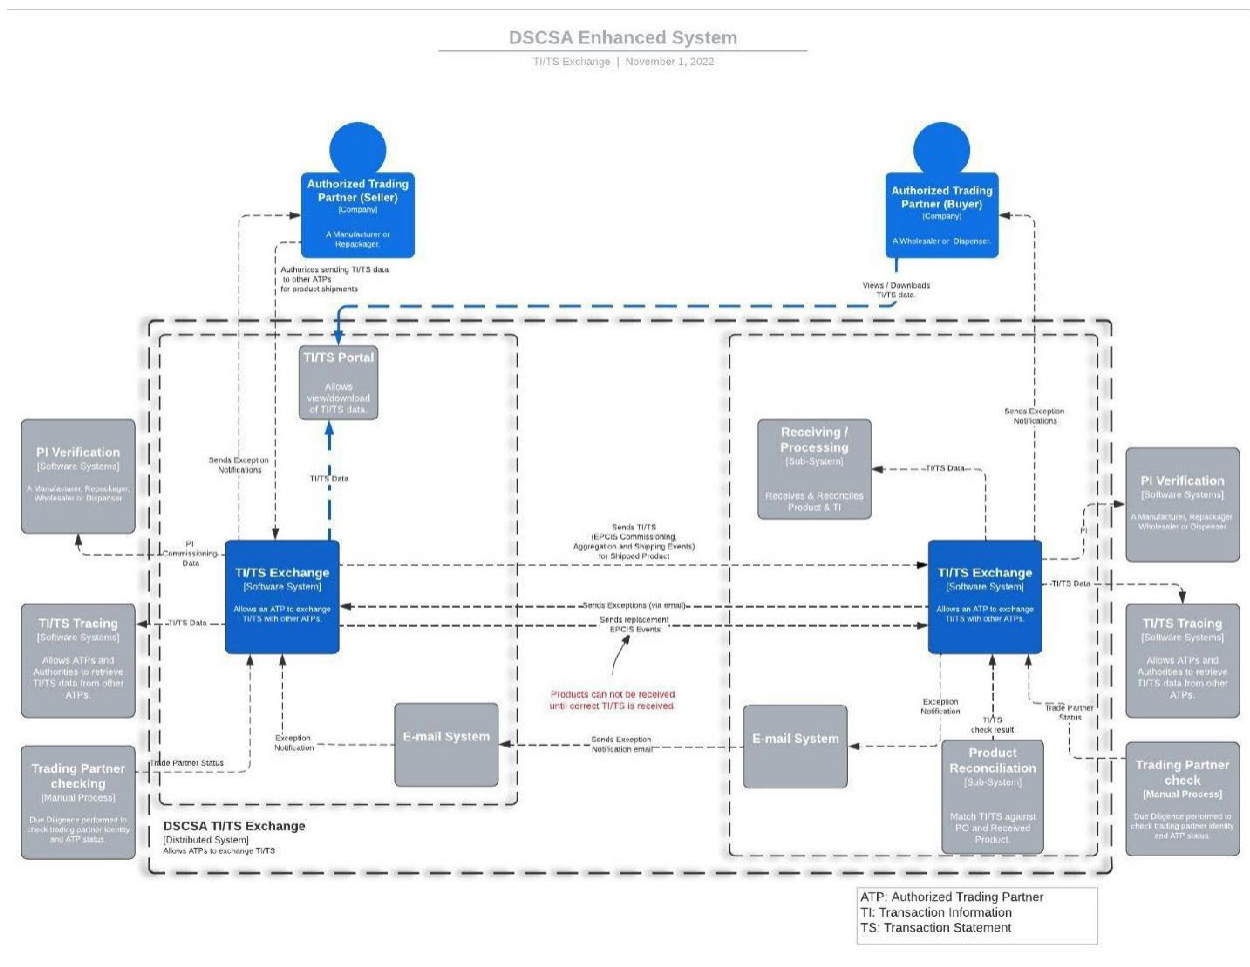 DSCSA Enhanced System
TI/TS Exchange | November 1, 2022
Authorized Trading
Partner (Seller)
[Company]
A Manufacturer or
Repackager.
Authorized Trading
Partner (Buyer)
[Company]
A Wholesaler or Dispenser.
Authorizes sending TI/TS data
to other ATPs
for product shipments
Views / Downloads
TI/TS data.
TI/TS Portal
Allows
view/download
of TI/TS data.
Sends Exception
Notifications
TI/TS Data
Sends Exception
Notifications
Receiving /
Processing
[Sub-System]
Receives & Reconciles
Product & TI
TI/TS Data
PI Verification
[Software Systems]
A Manufacturer, Repackager,
Wholesaler or Dispenser
PI Verification
[Software Systems]
A Manufacturer, Repackager
Wholesaler or Dispenser
PI
Commissioning
Data
PI
TI/TS Exchange
[Software System]
Allows an ATP to exchange
TI/TS with other ATPs.
Sends TI/TS
(EPCIS Commissioning,
Aggregation and Shipping Events)
for Shipped Product
TI/TS Exchange
[Software System]
Allows an ATP to exchange
TI/TS with other ATPs.
Sends Exceptions (via email)
Sends replacement
EPCIS Events
Products can not be received
until correct TI/TS is received.
TI/TS Tracing
[Software Systems]
Allows ATPs and
Authorities to retrieve
TI/TS data from other
ATPs.
TI/TS Data
TI/TS Data
TI/TS Tracing
[Software Systems]
Allows ATPs and
Authorities to retrieve
TI/TS data from other
ATPs.
Exception
Notification
E-mail System
Sends Exception
Notification email
E-mail System
Exception
Notification
TI/TS
check result
Trade Partner
Status
Trade Partner Status
Trading Partner
checking
[Manual Process]
Due Diligence performed to
check trading partner identity
and ATP status.
Product
Reconciliation
[Sub-System]
Match TI/TS against
PO and Received
Product.
Trading Partner
check
[Manual Process]
Due Diligence performed to
check trading partner identity
and ATP status.
DSCSA TI/TS Exchange
[Distributed System]
Allows ATPs to exchange TI/TS
ATP: Authorized Trading Partner
TI: Transaction Information
TS: Transaction Statement